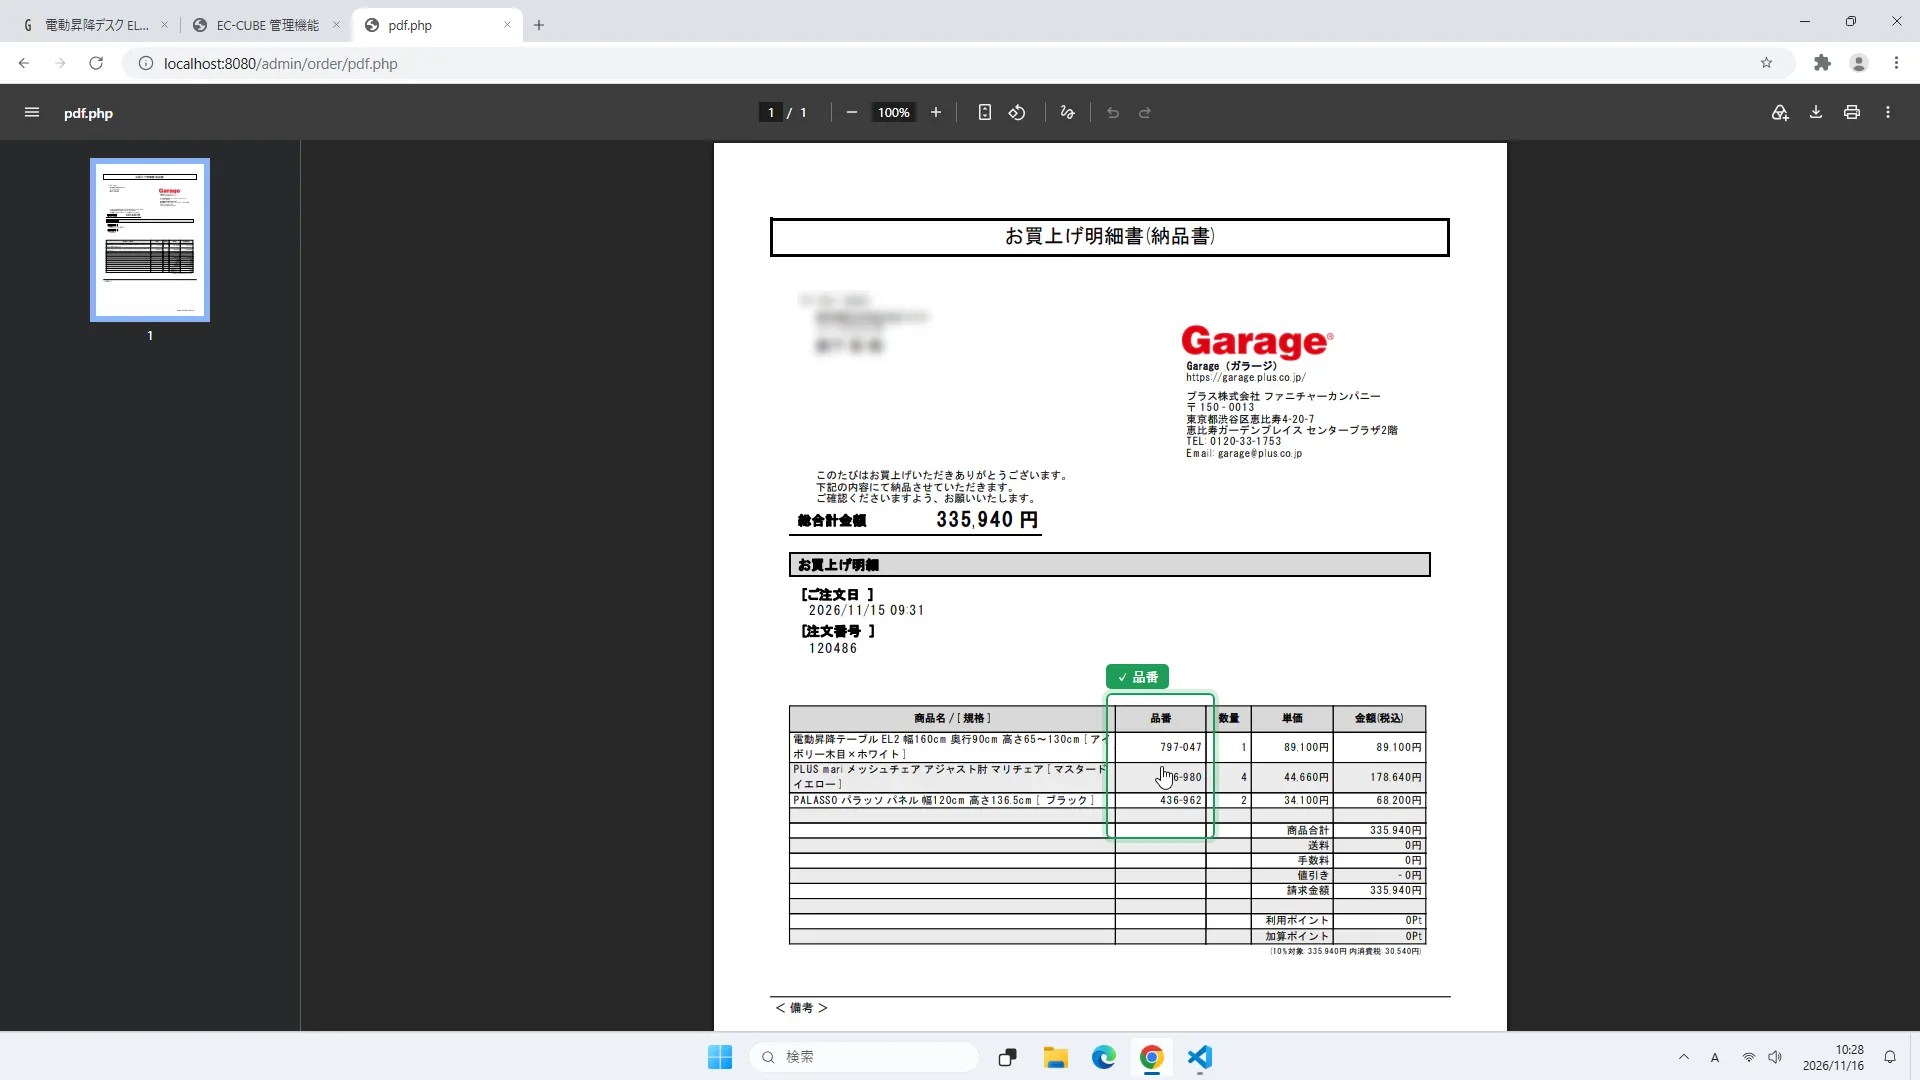 電動昇降デスク EL...
EC-CUBE 管理機能
pdf.php
localhost:8080/admin/order/pdf.php
pdf.php
1 / 1
100%
1
お買上げ明細書(納品書)
Garage®
Garage（ガラージ）
https://garage.plus.co.jp/
プラス株式会社 ファニチャーカンパニー
〒 150 - 0013
東京都渋谷区恵比寿4-20-7
恵比寿ガーデンプレイス センタープラザ2階
TEL: 0120-33-1753
Email: garage@plus.co.jp
このたびはお買上げいただきありがとうございます。
下記の内容にて納品させていただきます。
ご確認くださいますよう、お願いいたします。
総合計金額 335,940 円
お買上げ明細
[ご注文日 ]
2026/11/15 09:31
[注文番号 ]
120486
✓ 品番
商品名 / [ 規格 ] 品番 数量 単価 金額(税込)
電動昇降テーブル EL2 幅160cm 奥行90cm 高さ65～130cm [ アイ
ボリー木目×ホワイト ] 797-047 1 89,100円 89,100円
PLUS mari メッシュチェア アジャスト肘 マリチェア [ マスタード
イエロー ] 6-980 4 44,660円 178,640円
PALASSO パラッソ パネル 幅120cm 高さ136.5cm [ ブラック ] 436-962 2 34,100円 68,200円
商品合計 335,940円
送料 0円
手数料 0円
値引き - 0円
請求金額 335,940円
利用ポイント 0Pt
加算ポイント 0Pt
(10%対象: 335,940円 内消費税: 30,540円)
＜ 備考 ＞
検索
A
10:28
2026/11/16